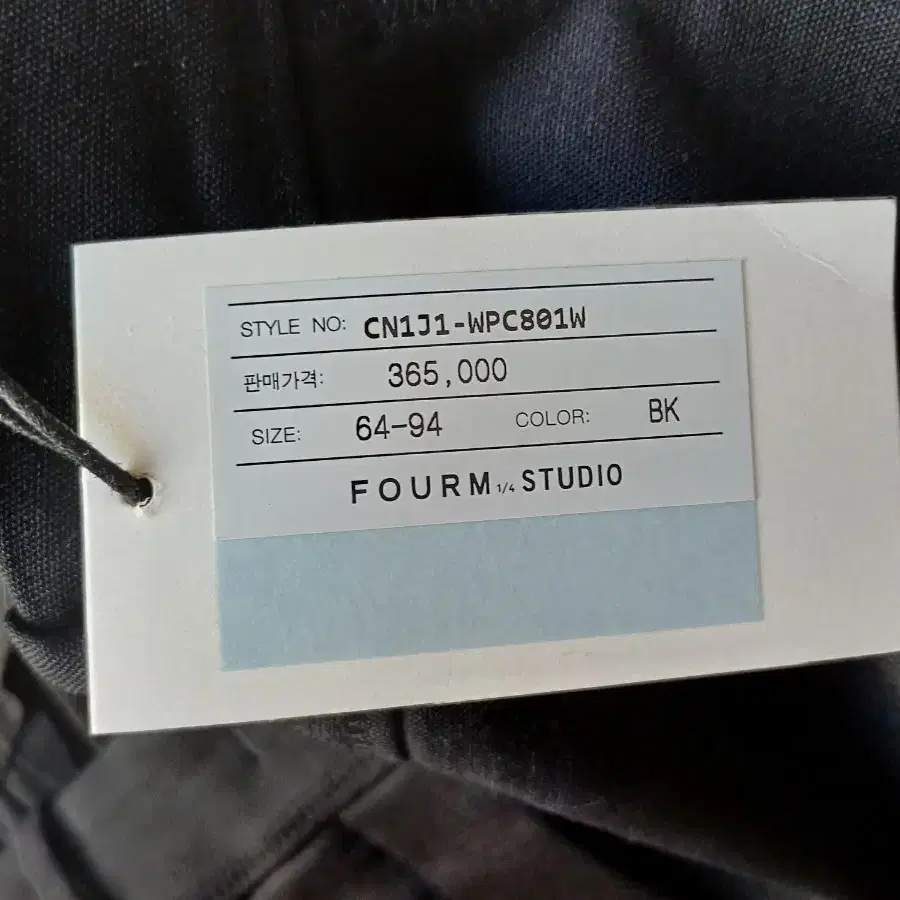 STYLE NO: CN1J1-WPC801W
판매가격: 365,000
SIZE: 64-94 COLOR: BK
FOURM 1/4 STUDIO